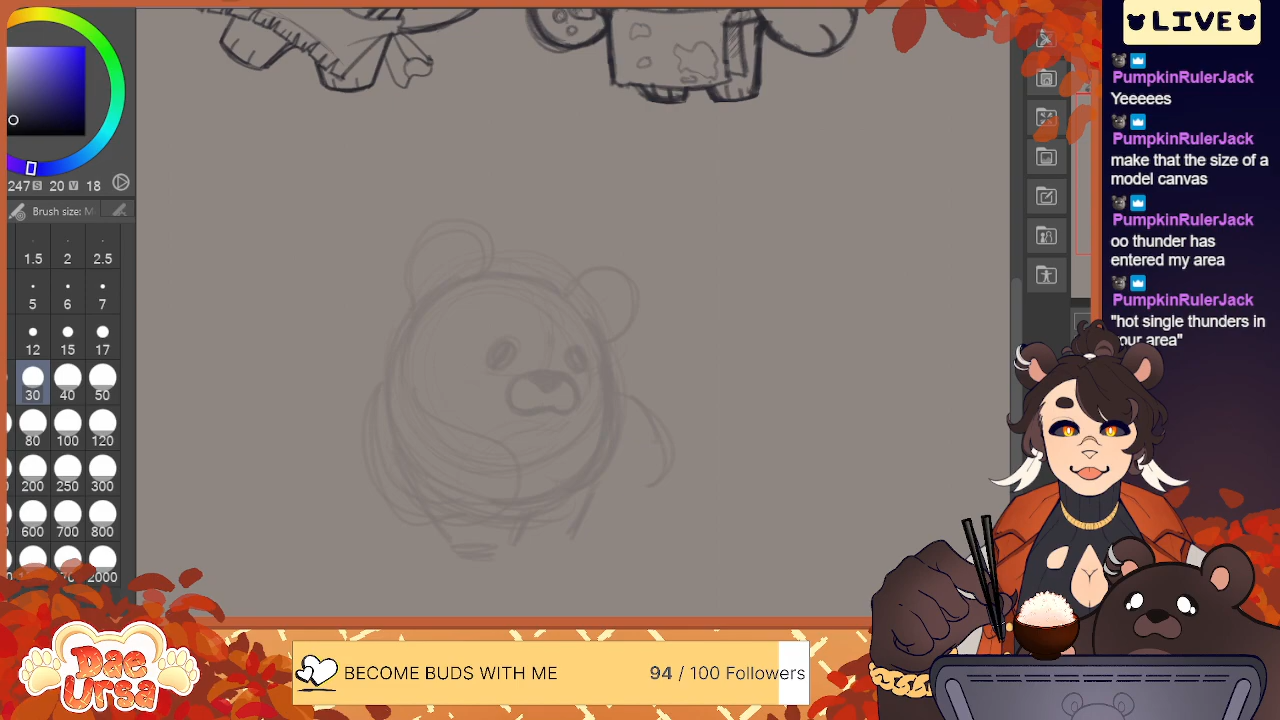 LIVE
PumpkinRulerJack
Yeeeees
PumpkinRulerJack
make that the size of a
model canvas
PumpkinRulerJack
oo thunder has
entered my area
PumpkinRulerJack
"hot single thunders in
your area"
247 S 20 V 18
Brush size: M
1.5 2 2.5
5 6 7
12 15 17
30 40 50
80 100 120
200 250 300
600 700 800
2000
Dae
Ursa
BECOME BUDS WITH ME
94 / 100 Followers